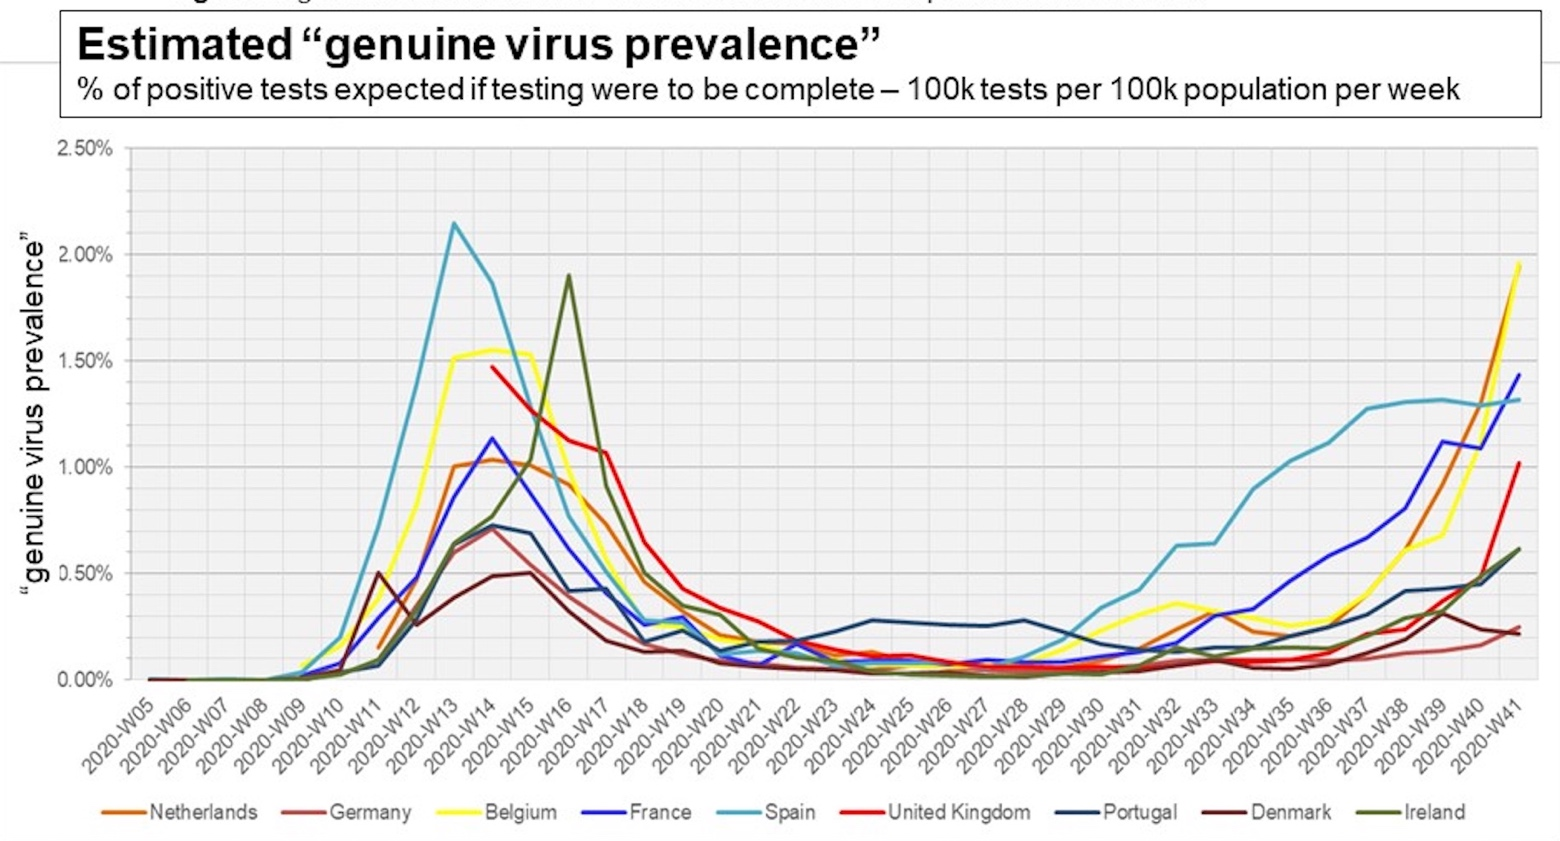 Estimated “genuine virus prevalence”
% of positive tests expected if testing were to be complete – 100k tests per 100k population per week
2.50%
2.00%
1.50%
1.00%
0.50%
0.00%
“genuine virus prevalence”
2020-W05
2020-W06
2020-W07
2020-W08
2020-W09
2020-W10
2020-W11
2020-W12
2020-W13
2020-W14
2020-W15
2020-W16
2020-W17
2020-W18
2020-W19
2020-W20
2020-W21
2020-W22
2020-W23
2020-W24
2020-W25
2020-W26
2020-W27
2020-W28
2020-W29
2020-W30
2020-W31
2020-W32
2020-W33
2020-W34
2020-W35
2020-W36
2020-W37
2020-W38
2020-W39
2020-W40
2020-W41
Netherlands Germany Belgium France Spain United Kingdom Portugal Denmark Ireland